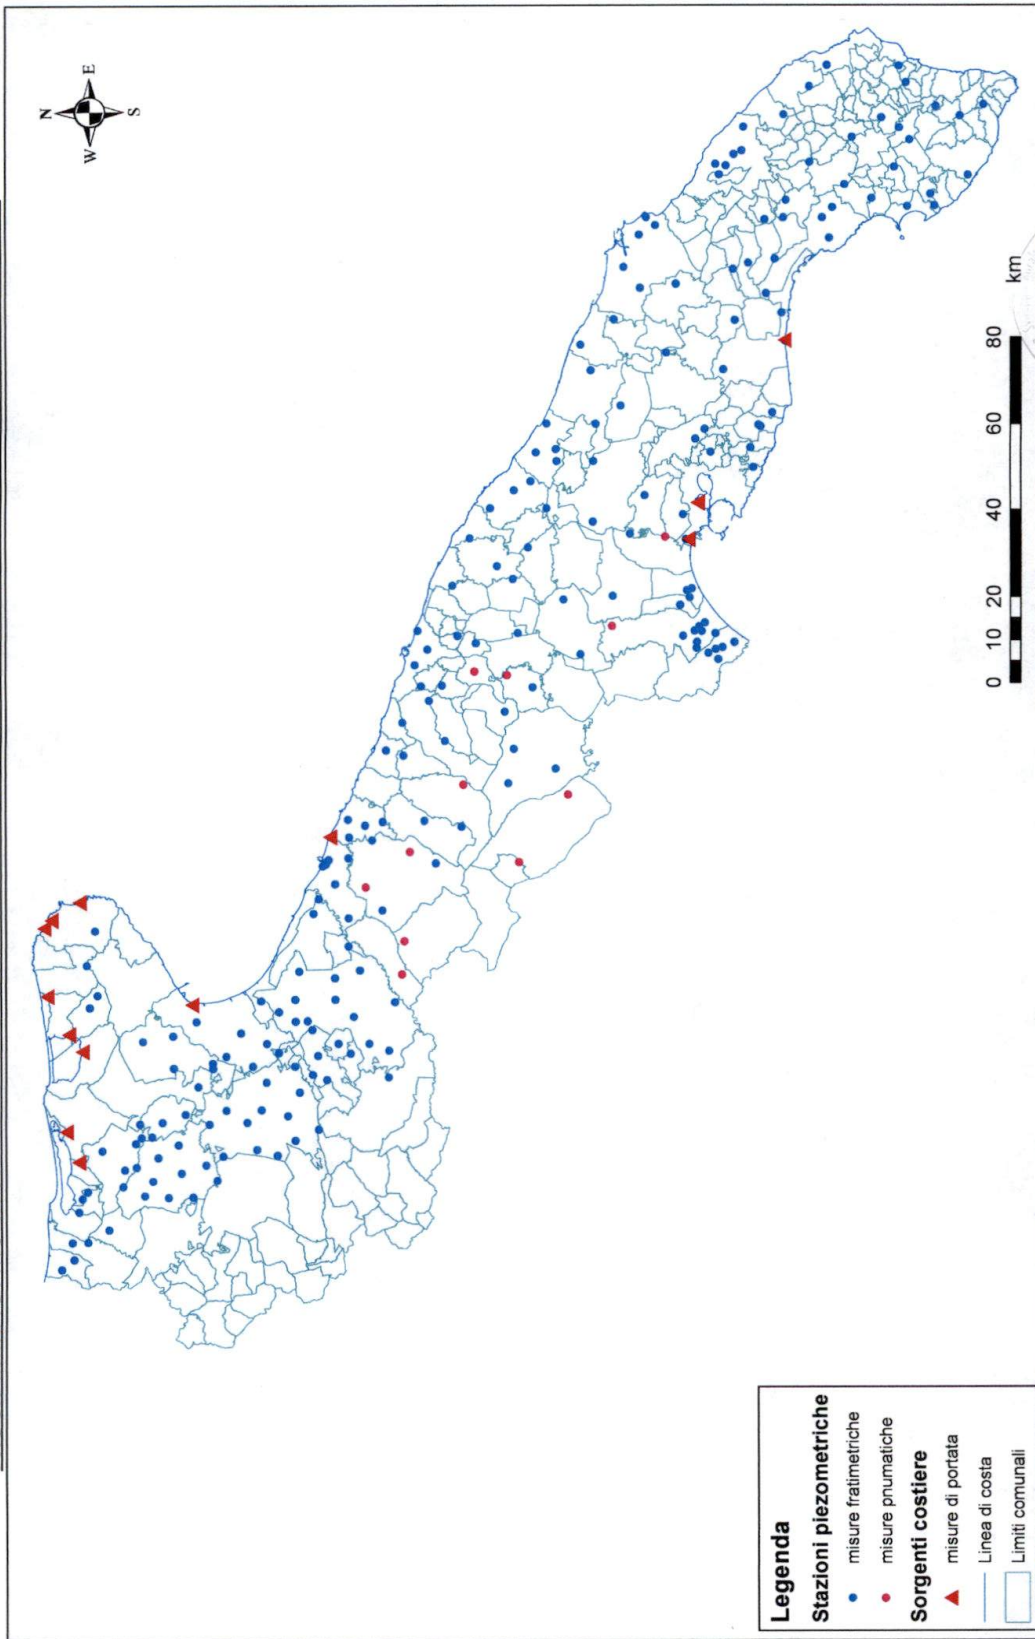 N
W
E
S
0 10 20 40 60 80
km
Legenda
Stazioni piezometriche
misure fratimetriche
misure pnumatiche
Sorgenti costiere
misure di portata
Linea di costa
Limiti comunali